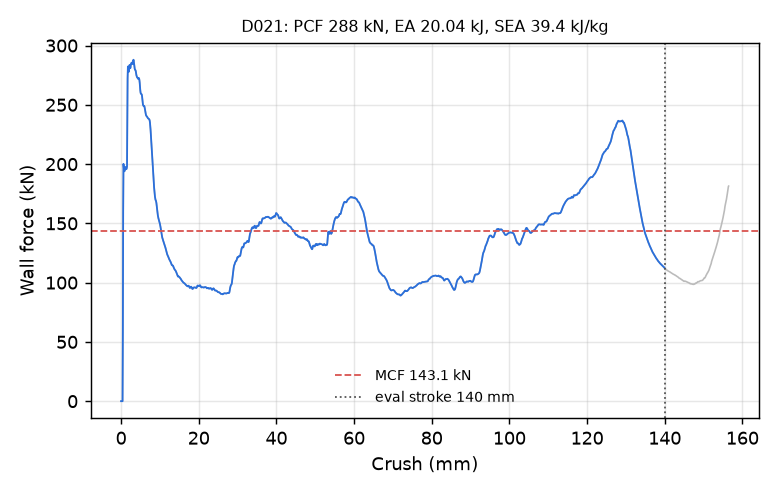 D021: PCF 288 kN, EA 20.04 kJ, SEA 39.4 kJ/kg
Wall force (kN)
300
250
200
150
100
50
0
MCF 143.1 kN
eval stroke 140 mm
0 20 40 60 80 100 120 140 160
Crush (mm)